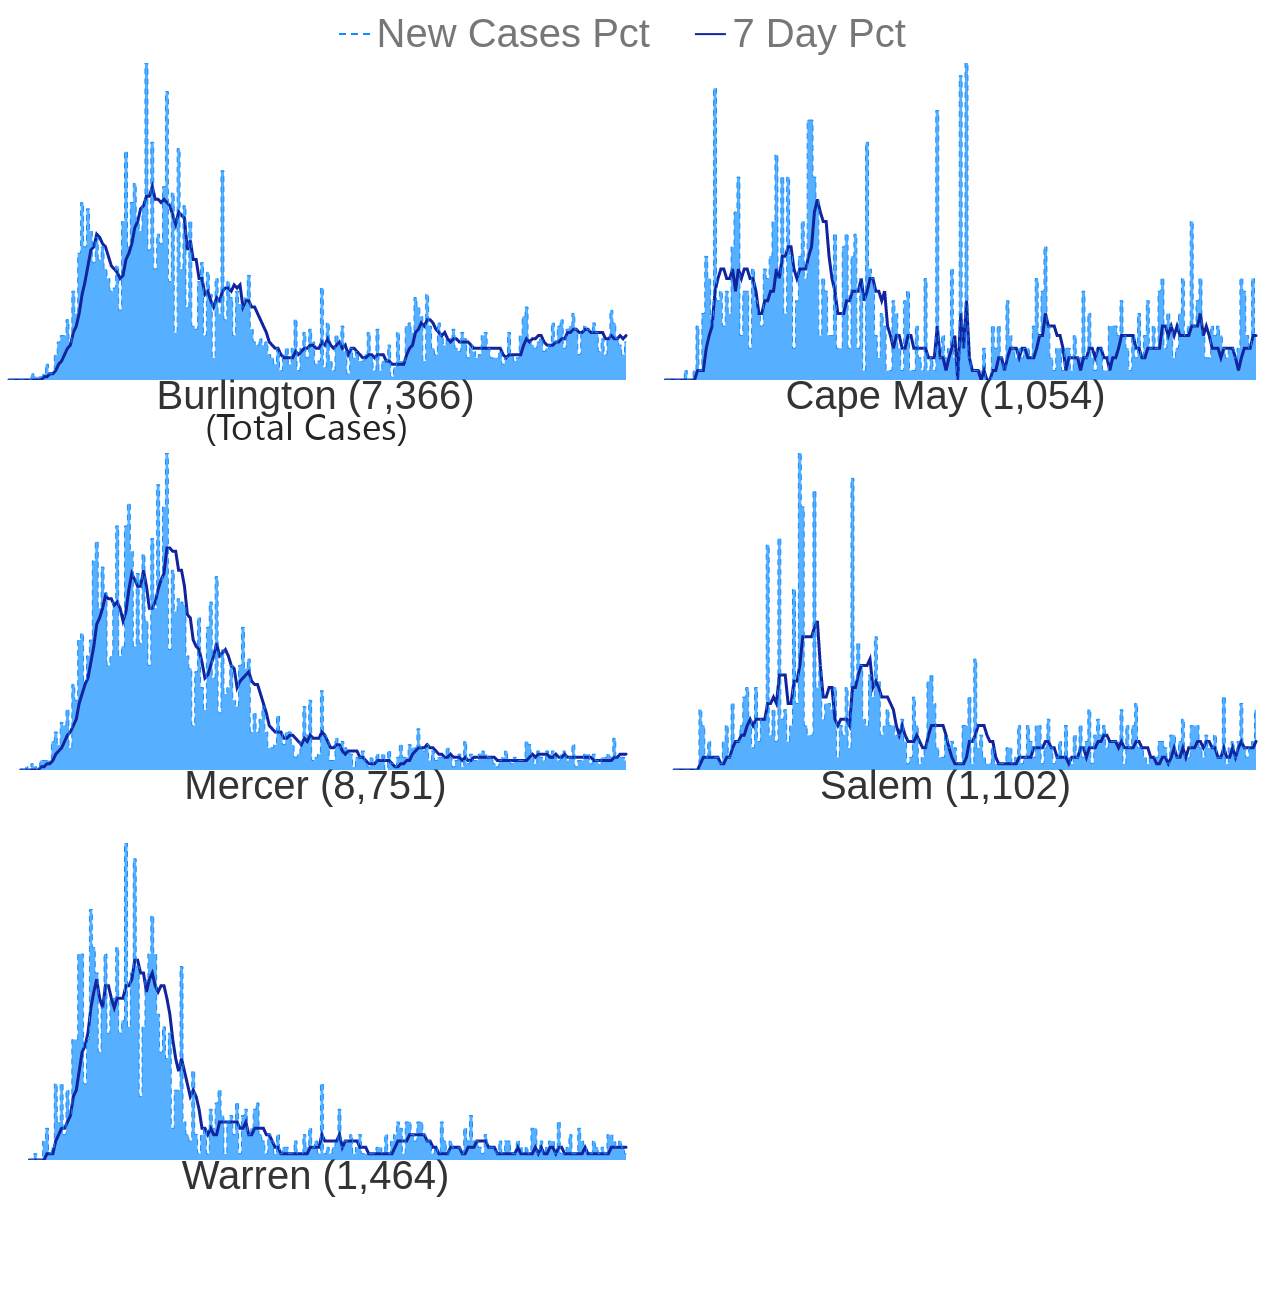 New Cases Pct 7 Day Pct
Burlington (7,366) Cape May (1,054)
(Total Cases)
Mercer (8,751) Salem (1,102)
Warren (1,464)